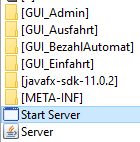 [GUI_Admin]
[GUI_Ausfahrt]
[GUI_BezahlAutomat]
[GUI_Einfahrt]
[javafx-sdk-11.0.2]
[META-INF]
Start Server
Server